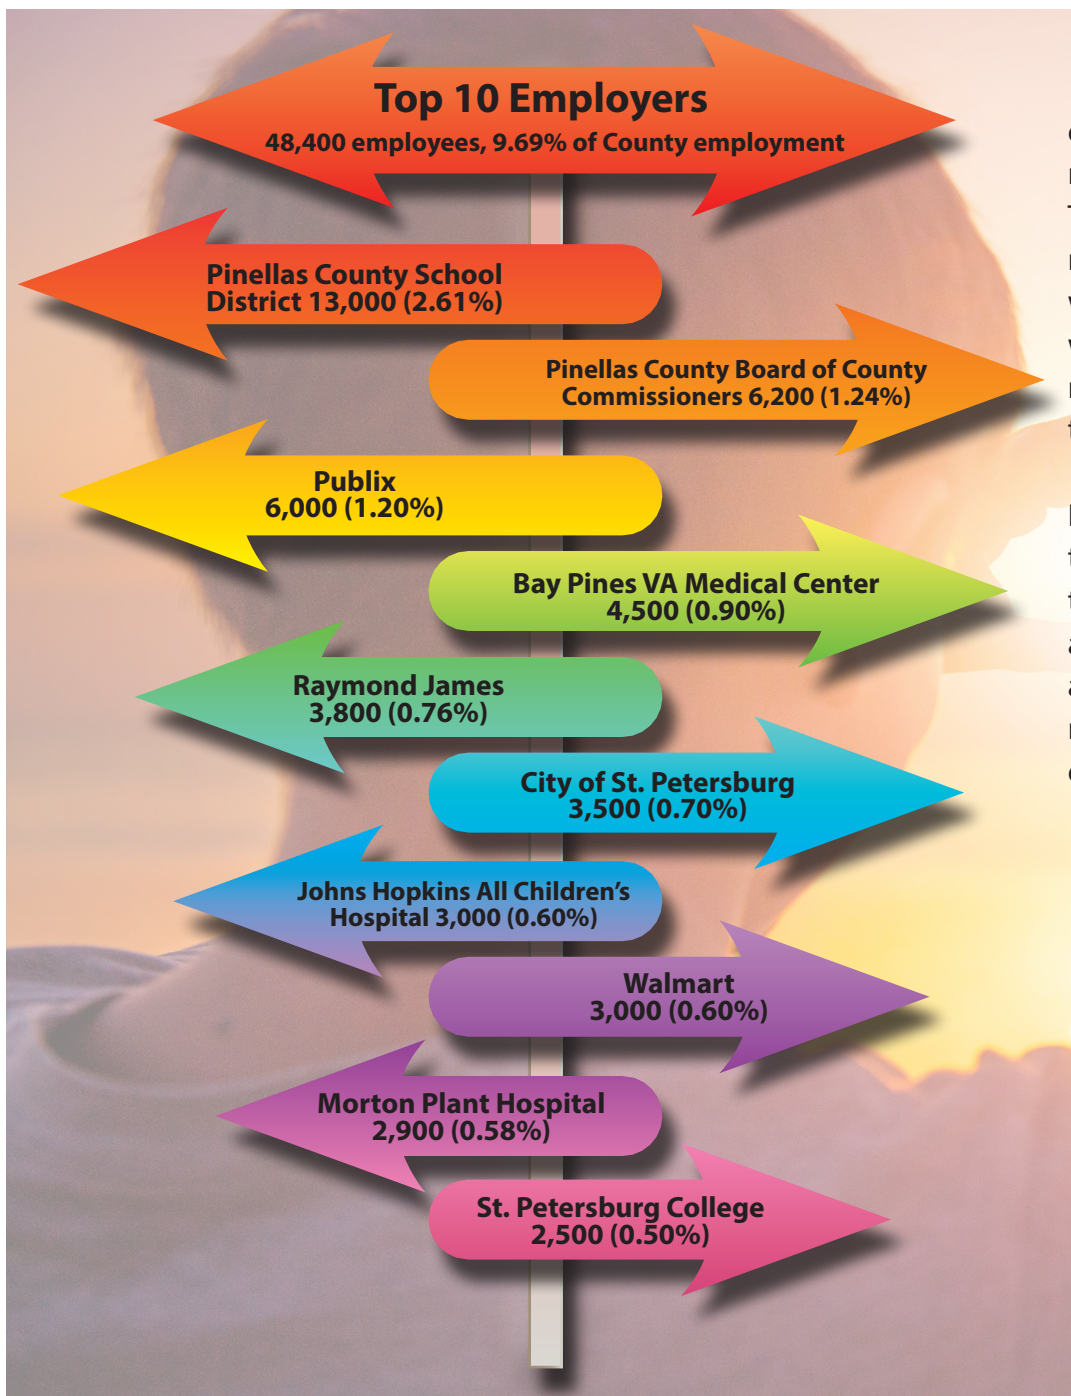 Top 10 Employers
48,400 employees, 9.69% of County employment
Pinellas County School
District 13,000 (2.61%)
Pinellas County Board of County
Commissioners 6,200 (1.24%)
Publix
6,000 (1.20%)
Bay Pines VA Medical Center
4,500 (0.90%)
Raymond James
3,800 (0.76%)
City of St. Petersburg
3,500 (0.70%)
Johns Hopkins All Children’s
Hospital 3,000 (0.60%)
Walmart
3,000 (0.60%)
Morton Plant Hospital
2,900 (0.58%)
St. Petersburg College
2,500 (0.50%)